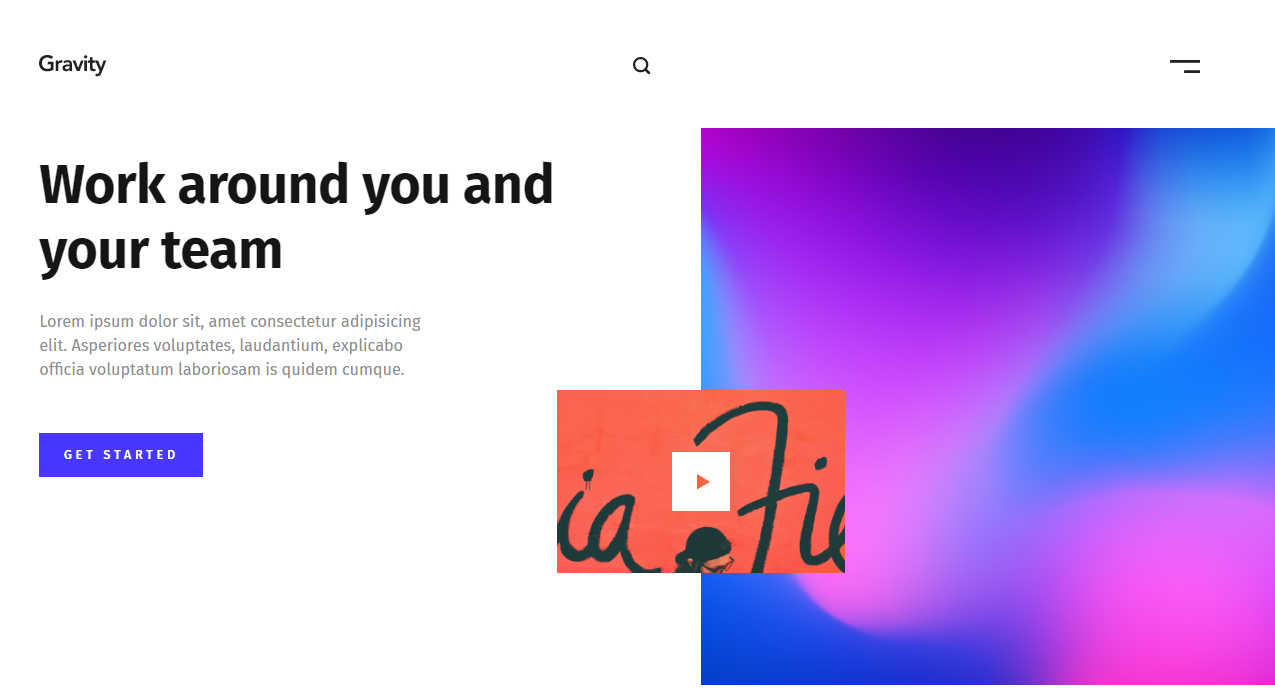 Gravity
Work around you and
your team
Lorem ipsum dolor sit, amet consectetur adipisicing
elit. Asperiores voluptates, laudantium, explicabo
officia voluptatum laboriosam is quidem cumque.
GET STARTED
ia Fie